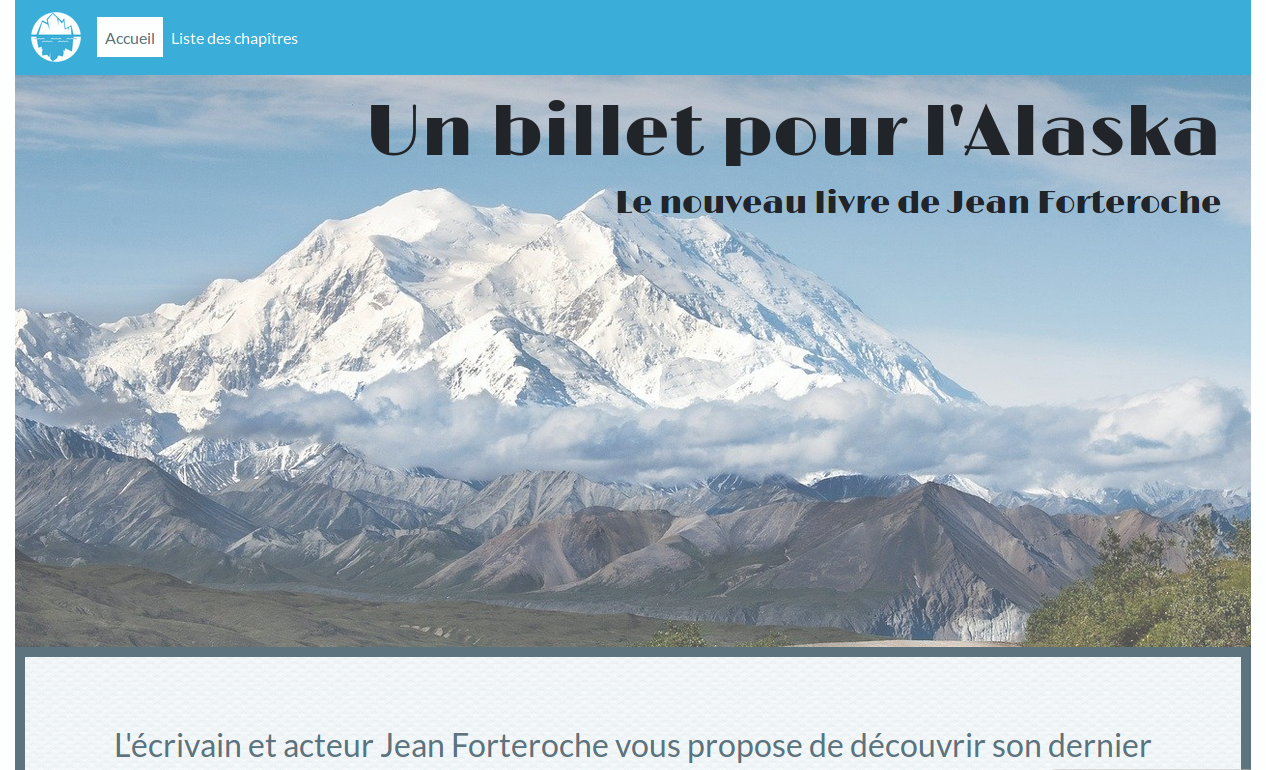 Accueil Liste des chapîtres
Un billet pour l'Alaska
Le nouveau livre de Jean Forteroche
L'écrivain et acteur Jean Forteroche vous propose de découvrir son dernier